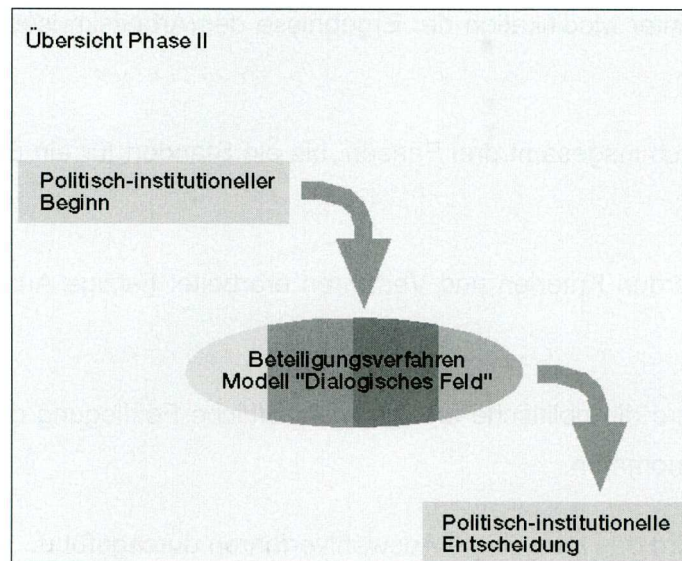 Übersicht Phase II
Politisch-institutioneller
Beginn
Beteiligungsverfahren
Modell "Dialogisches Feld"
Politisch-institutionelle
Entscheidung